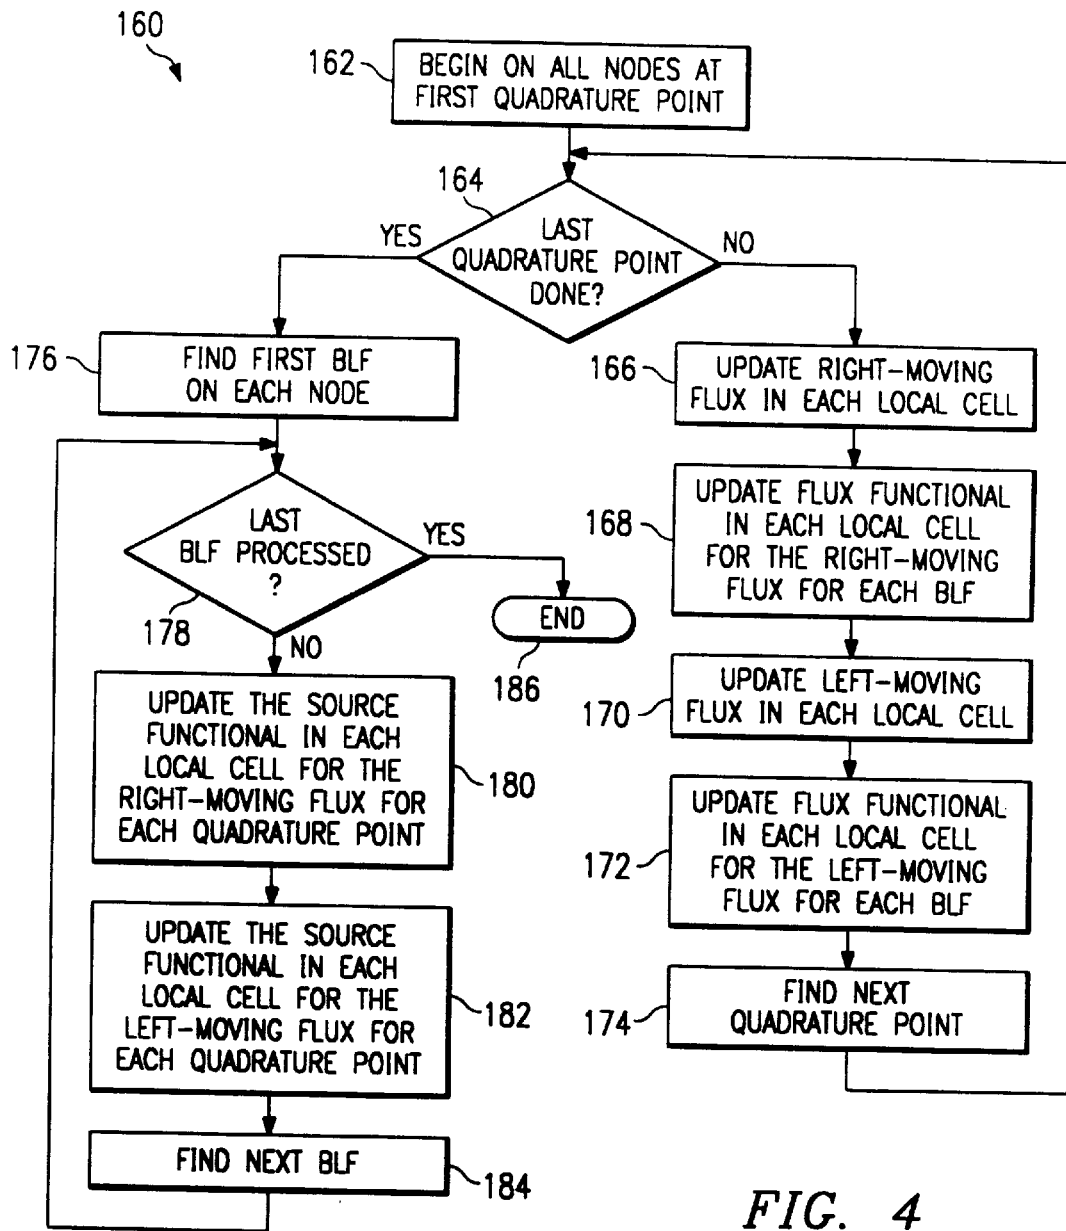 160
162
BEGIN ON ALL NODES AT
FIRST QUADRATURE POINT
164
YES
LAST
QUADRATURE POINT
DONE?
NO
176
FIND FIRST BLF
ON EACH NODE
166
UPDATE RIGHT-MOVING
FLUX IN EACH LOCAL CELL
LAST
BLF PROCESSED
?
YES
178
NO
END
186
168
UPDATE FLUX FUNCTIONAL
IN EACH LOCAL CELL
FOR THE RIGHT-MOVING
FLUX FOR EACH BLF
170
UPDATE LEFT-MOVING
FLUX IN EACH LOCAL CELL
UPDATE THE SOURCE
FUNCTIONAL IN EACH
LOCAL CELL FOR THE
RIGHT-MOVING FLUX FOR
EACH QUADRATURE POINT
180
172
UPDATE FLUX FUNCTIONAL
IN EACH LOCAL CELL
FOR THE LEFT-MOVING
FLUX FOR EACH BLF
UPDATE THE SOURCE
FUNCTIONAL IN EACH
LOCAL CELL FOR THE
LEFT-MOVING FLUX FOR
EACH QUADRATURE POINT
182
174
FIND NEXT
QUADRATURE POINT
FIND NEXT BLF
184
FIG. 4